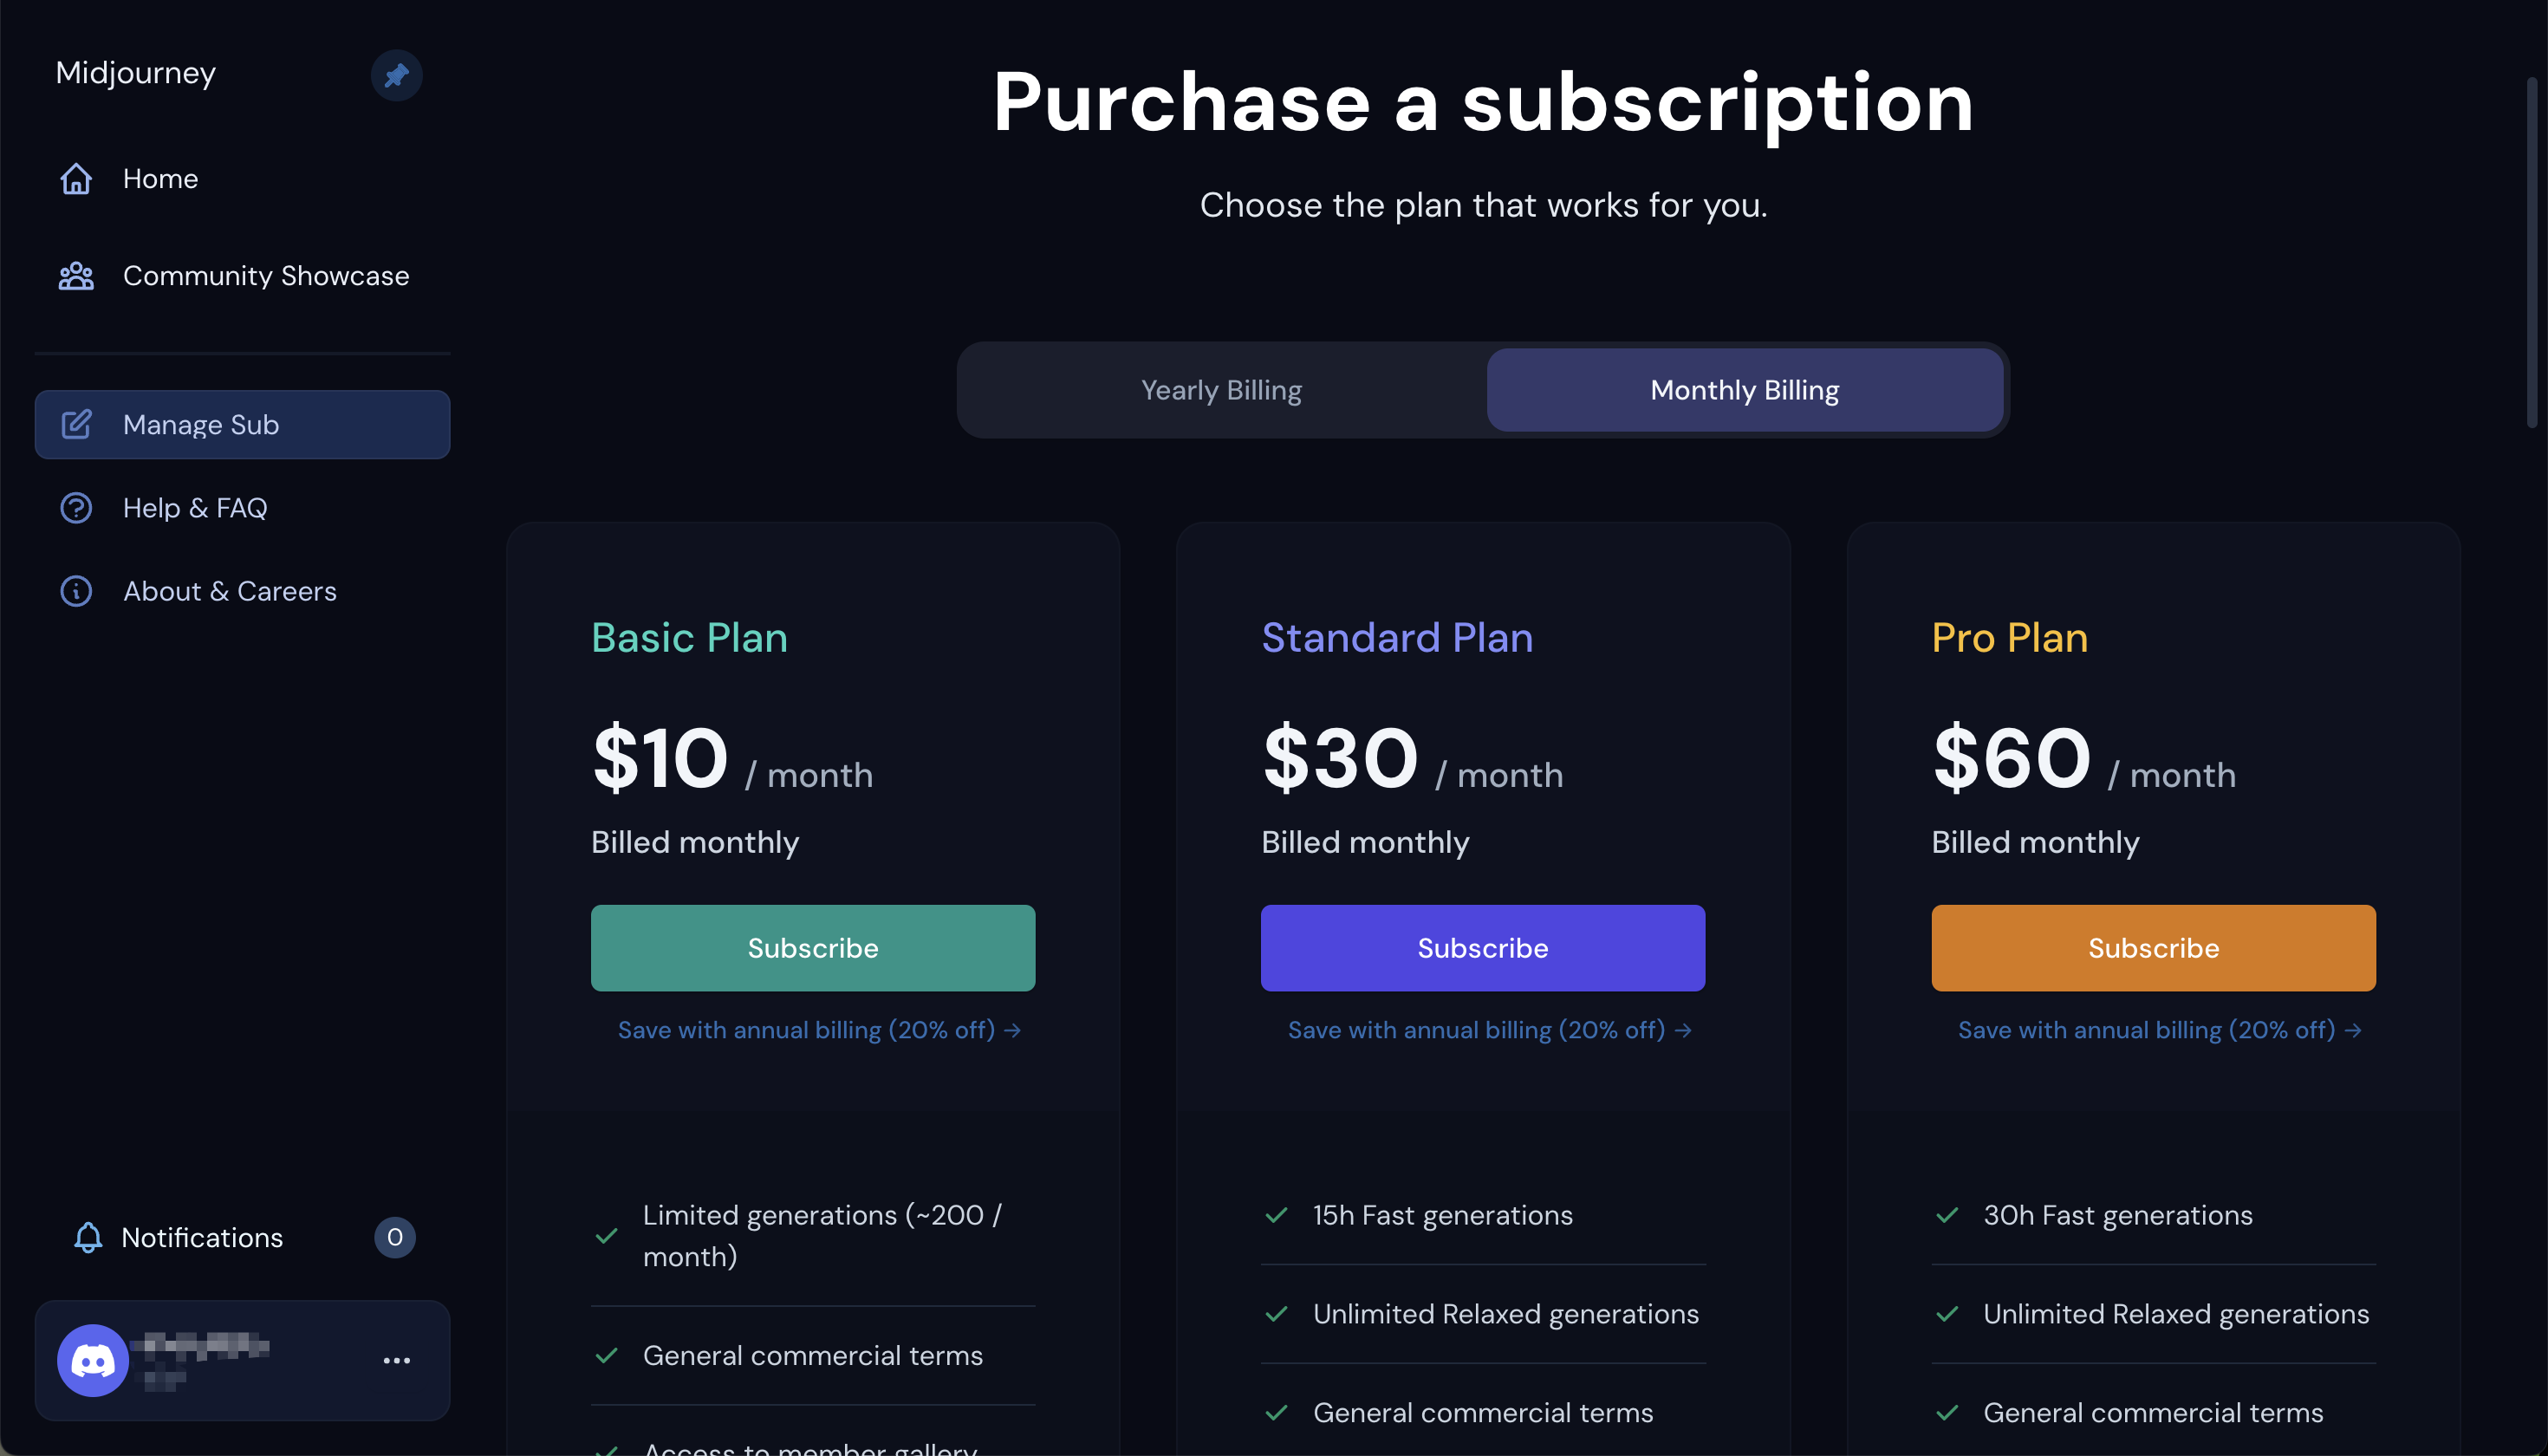 Midjourney
Home
Community Showcase
Manage Sub
Help & FAQ
About & Careers
Notifications
0
Purchase a subscription
Choose the plan that works for you.
Yearly Billing
Monthly Billing
Basic Plan
$10 / month
Billed monthly
Subscribe
Save with annual billing (20% off) →
Limited generations (~200 /
month)
General commercial terms
Access to member gallery
Standard Plan
$30 / month
Billed monthly
Subscribe
Save with annual billing (20% off) →
15h Fast generations
Unlimited Relaxed generations
General commercial terms
Pro Plan
$60 / month
Billed monthly
Subscribe
Save with annual billing (20% off) →
30h Fast generations
Unlimited Relaxed generations
General commercial terms